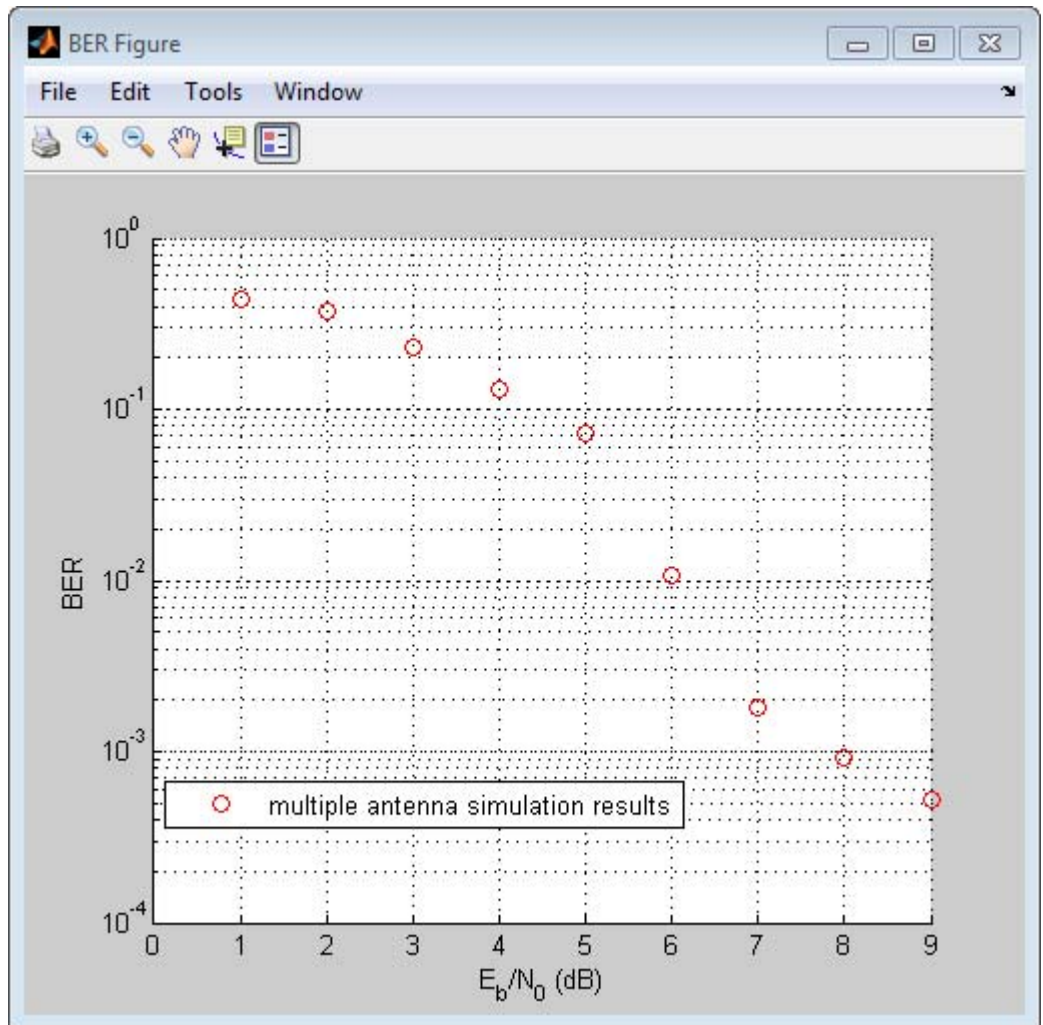 BER Figure
File Edit Tools Window
10^0
10^-1
10^-2
10^-3
10^-4
BER
multiple antenna simulation results
0 1 2 3 4 5 6 7 8 9
E_b/N_0 (dB)